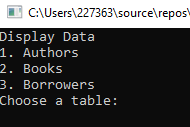 C:\Users\227363\source\repos\
Display Data
1. Authors
2. Books
3. Borrowers
Choose a table: